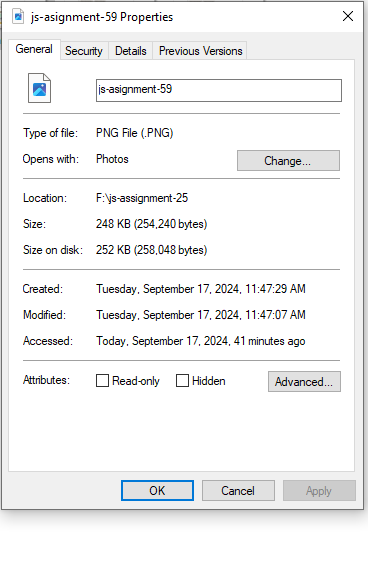 js-asignment-59 Properties
General Security Details Previous Versions
js-asignment-59
Type of file: PNG File (.PNG)
Opens with: Photos Change...
Location: F:\js-assignment-25
Size: 248 KB (254,240 bytes)
Size on disk: 252 KB (258,048 bytes)
Created: Tuesday, September 17, 2024, 11:47:29 AM
Modified: Tuesday, September 17, 2024, 11:47:07 AM
Accessed: Today, September 17, 2024, 41 minutes ago
Attributes: Read-only Hidden Advanced...
OK Cancel Apply